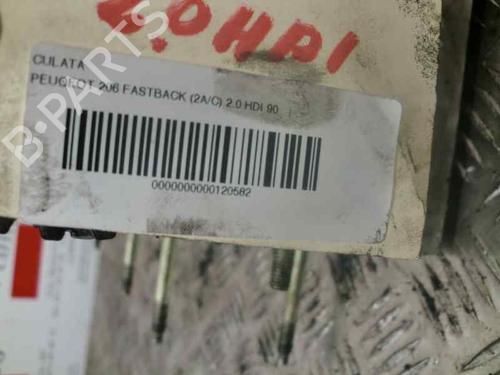 2.0 HDI
CULATA
PEUGEOT 206 FASTBACK (2A/C) 2.0 HDI 90
0000000000120582
B-PARTS